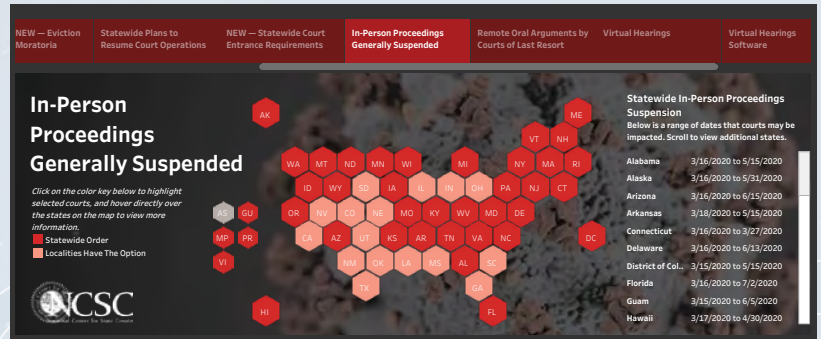 NEW — Eviction
Moratoria
Statewide Plans to
Resume Court Operations
NEW — Statewide Court
Entrance Requirements
In-Person Proceedings
Generally Suspended
Remote Oral Arguments by
Courts of Last Resort
Virtual Hearings
Virtual Hearings
Software
In-Person
Proceedings
Generally Suspended
Click on the color key below to highlight
selected courts, and hover directly over
the states on the map to view more
information.
Statewide Order
Localities Have The Option
NCSC
AK ME
VT NH
WA MT ND MN WI MI NY MA RI
ID WY SD IA IL IN OH PA NJ CT
AS GU OR NV CO NE MO KY WV MD DE
MP PR CA AZ UT KS AR TN VA NC DC
VI NM OK LA MS AL SC
TX GA
HI FL
Statewide In-Person Proceedings
Suspension
Below is a range of dates that courts may be
impacted. Scroll to view additional states.
Alabama 3/16/2020 to 5/15/2020
Alaska 3/16/2020 to 5/31/2020
Arizona 3/16/2020 to 6/15/2020
Arkansas 3/18/2020 to 5/15/2020
Connecticut 3/16/2020 to 3/27/2020
Delaware 3/16/2020 to 6/13/2020
District of Col.. 3/15/2020 to 5/15/2020
Florida 3/16/2020 to 7/2/2020
Guam 3/15/2020 to 6/5/2020
Hawaii 3/17/2020 to 4/30/2020